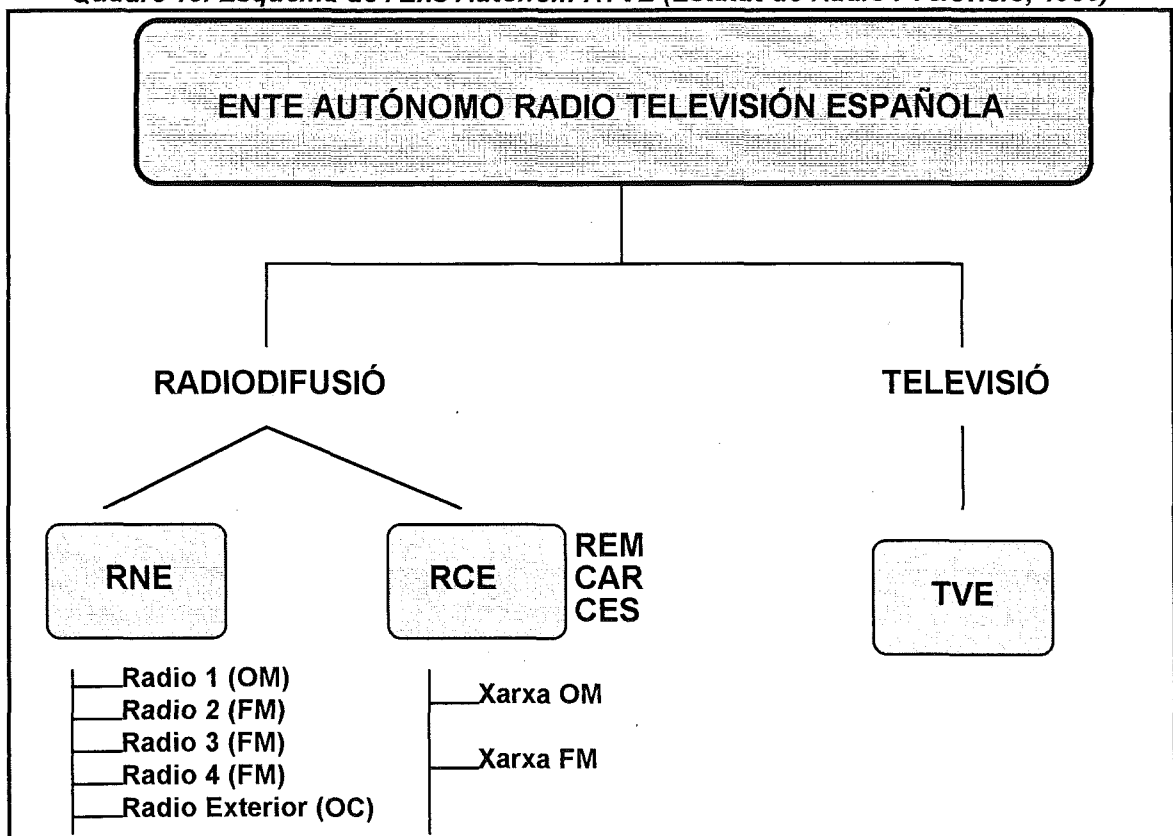 ENTE AUTÓNOMO RADIO TELEVISIÓN ESPAÑOLA
RADIODIFUSIÓ
TELEVISIÓ
RNE
RCE
REM
CAR
CES
TVE
Radio 1 (OM)
Radio 2 (FM)
Radio 3 (FM)
Radio 4 (FM)
Radio Exterior (OC)
Xarxa OM
Xarxa FM